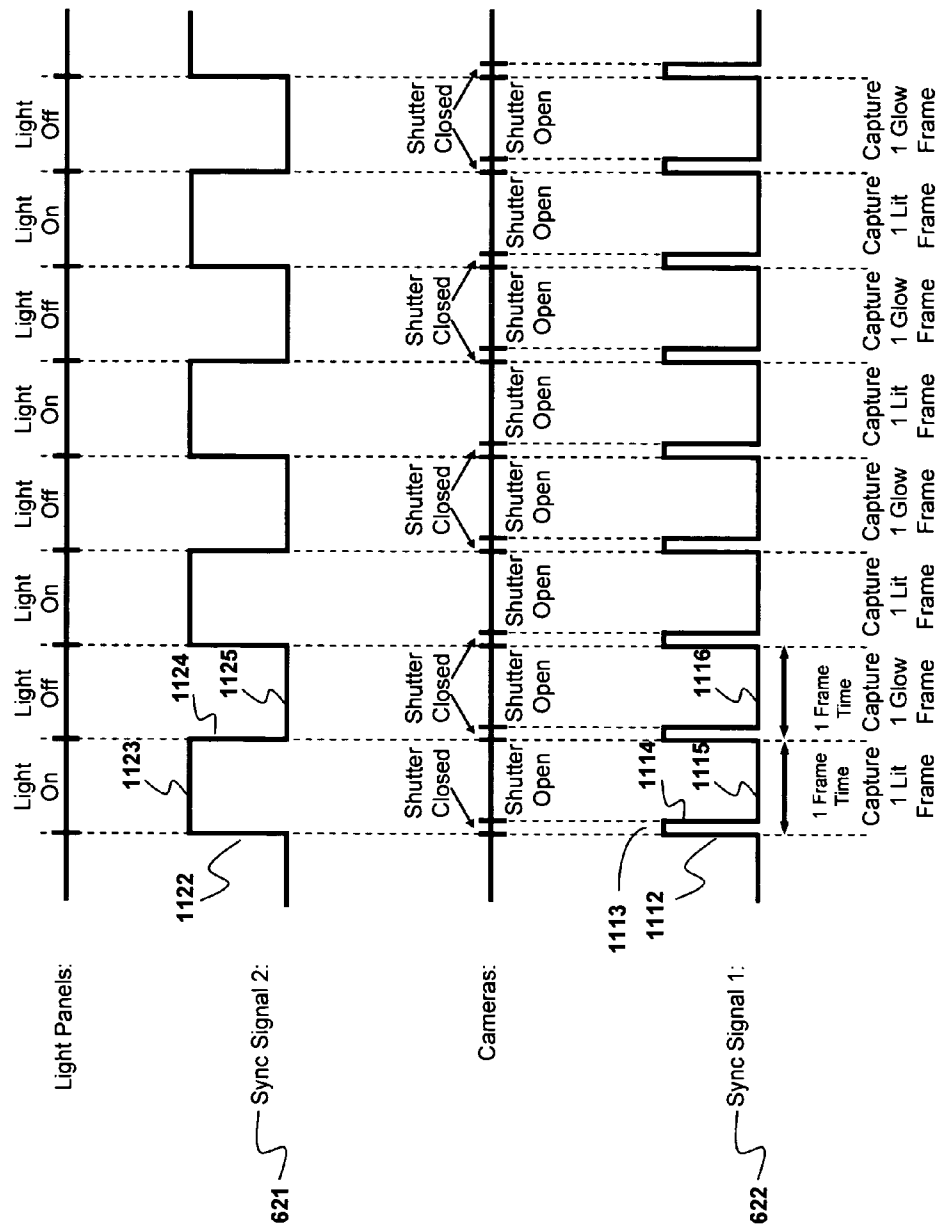 Light Panels:
Light
On
Light
Off
Light
On
Light
Off
Light
On
Light
Off
Light
On
Light
Off
621
Sync Signal 2:
1122
1123
1124
1125
Cameras:
Shutter
Closed
Shutter
Closed
Shutter
Closed
Shutter
Closed
Shutter
Closed
Shutter
Open
Shutter
Open
Shutter
Open
Shutter
Open
Shutter
Open
Shutter
Open
Shutter
Open
Shutter
Open
622
Sync Signal 1:
1113
1112
1114
1115
1116
1 Frame
Time
1 Frame
Time
Capture
1 Lit
Frame
Capture
1 Glow
Frame
Capture
1 Lit
Frame
Capture
1 Glow
Frame
Capture
1 Lit
Frame
Capture
1 Glow
Frame
Capture
1 Lit
Frame
Capture
1 Glow
Frame